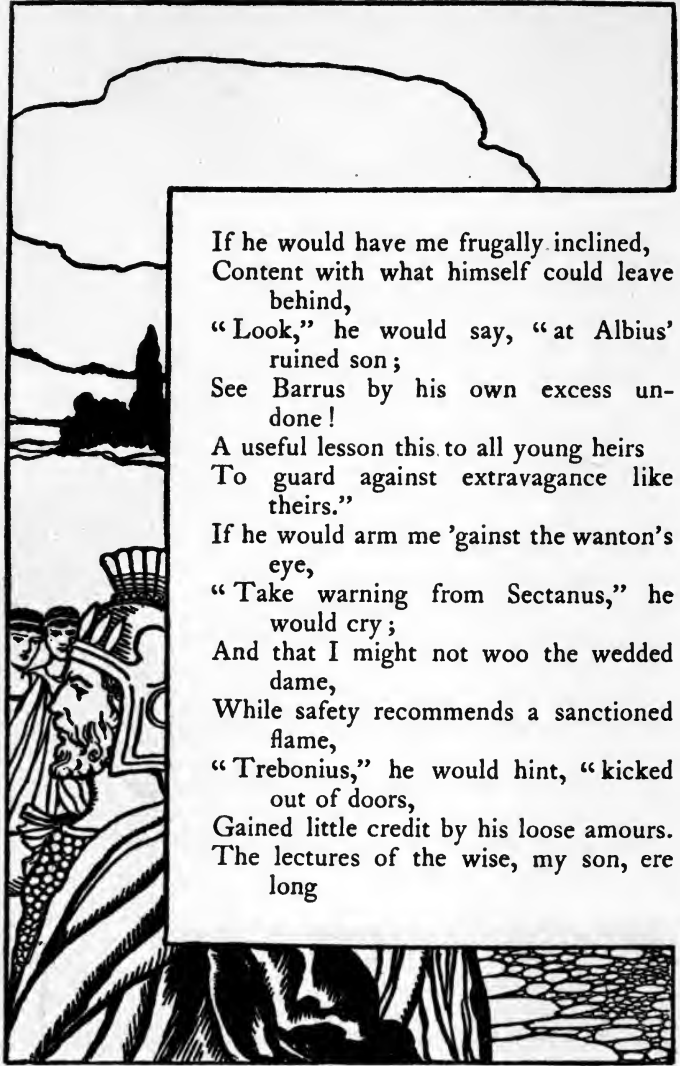 If he would have me frugally inclined,
Content with what himself could leave
behind,
“ Look,” he would say, “ at Albius’
ruined son ;
See Barrus by his own excess un-
done !
A useful lesson this to all young heirs
To guard against extravagance like
theirs.”
If he would arm me ’gainst the wanton’s
eye,
“ Take warning from Sectanus,” he
would cry ;
And that I might not woo the wedded
dame,
While safety recommends a sanctioned
flame,
“ Trebonius,” he would hint, “ kicked
out of doors,
Gained little credit by his loose amours.
The lectures of the wise, my son, ere
long